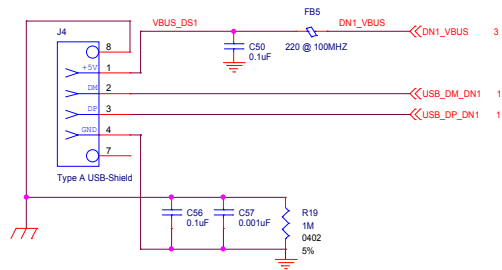 J4
VBUS_DS1
FB5
DN1_VBUS
DN1_VBUS 3
220 @ 100MHZ
C50
0.1uF
8
+5V 1
DM 2
USB_DM_DN1 1
DP 3
USB_DP_DN1 1
GND 4
7
Type A USB-Shield
C56
0.1uF
C57
0.001uF
R19
1M
0402
5%